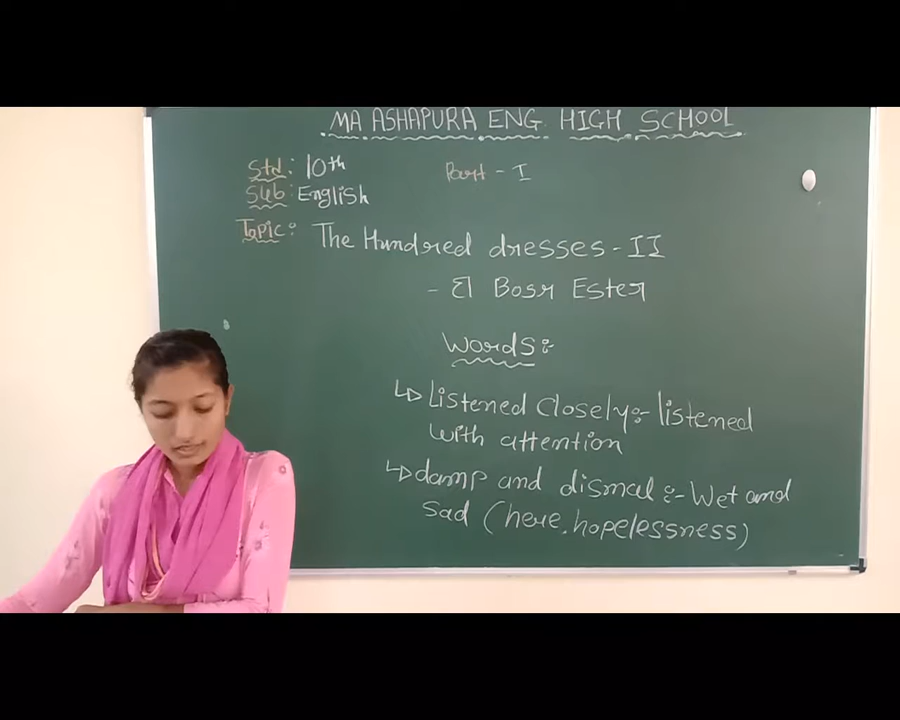 MA ASHAPURA ENG. HIGH SCHOOL
Std: 10th
Part - I
Sub: English
Topic: The Hundred dresses - II
- El Bosr Ester
Words:-
Listened Closely:- listened
with attention
damp and dismal:- Wet and
sad (here, hopelessness)